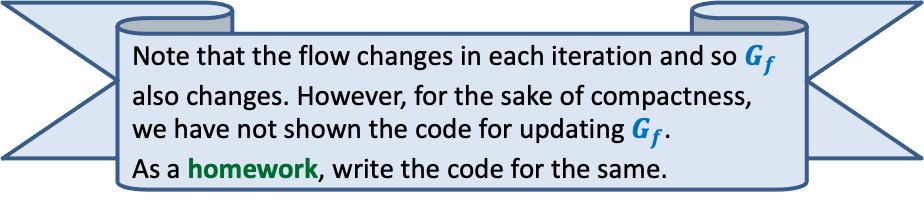 Note that the flow changes in each iteration and so G_f
also changes. However, for the sake of compactness,
we have not shown the code for updating G_f.
As a homework, write the code for the same.